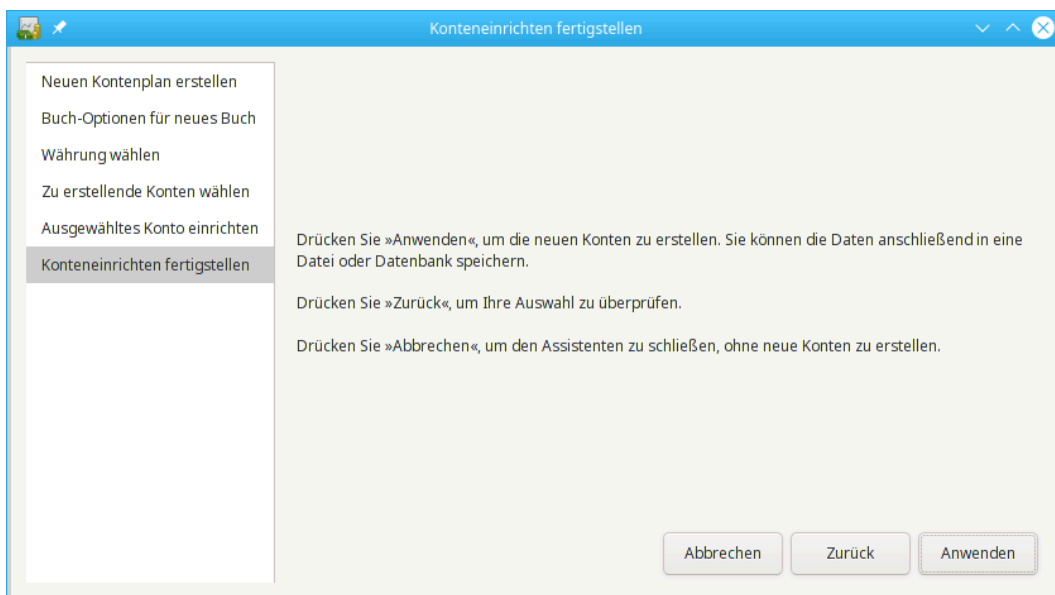 Konteneinrichten fertigstellen
Neuen Kontenplan erstellen
Buch-Optionen für neues Buch
Währung wählen
Zu erstellende Konten wählen
Ausgewähltes Konto einrichten
Konteneinrichten fertigstellen
Drücken Sie »Anwenden«, um die neuen Konten zu erstellen. Sie können die Daten anschließend in eine
Datei oder Datenbank speichern.
Drücken Sie »Zurück«, um Ihre Auswahl zu überprüfen.
Drücken Sie »Abbrechen«, um den Assistenten zu schließen, ohne neue Konten zu erstellen.
Abbrechen
Zurück
Anwenden